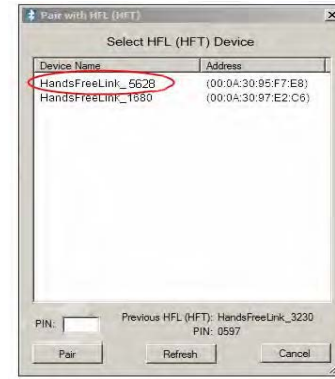 Pair with HFL (HFT)
Select HFL (HFT) Device
Device Name Address
HandsFreeLink_5628 (00:0A:30:95:F7:E8)
HandsFreeLink_1680 (00:0A:30:97:E2:C6)
PIN: Previous HFL (HFT): HandsFreeLink_3230
PIN: 0597
Pair Refresh Cancel